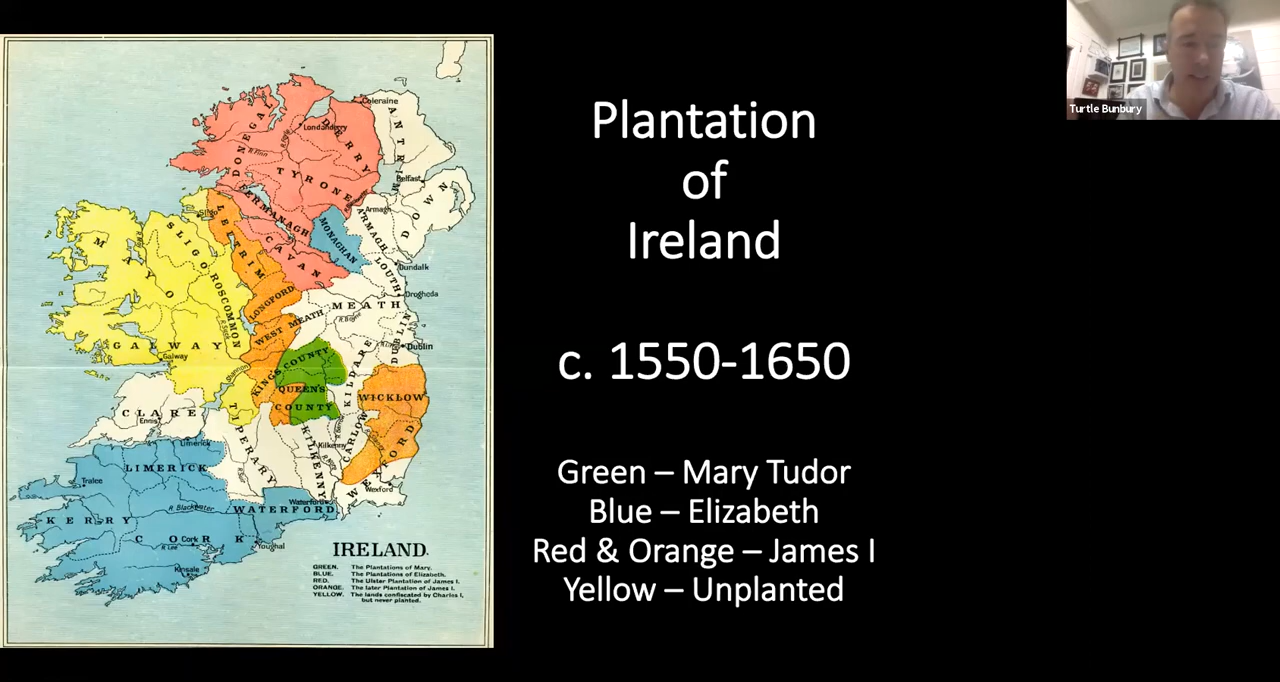 Plantation
of
Ireland
c. 1550-1650
Green – Mary Tudor
Blue – Elizabeth
Red & Orange – James I
Yellow – Unplanted
Turtle Bunbury
Coleraine
ANTRIM
DONEGAL
Londonderry
DERRY
R. Finn
TYRONE
Belfast
DOWN
Armagh
ARMAGH
FERMANAGH
MONAGHAN
Sligo
LEITRIM
CAVAN
MAYO
SLIGO
ROSCOMMON
LOUTH
Dundalk
LONGFORD
Drogheda
MEATH
WEST MEATH
R. Boyne
GALWAY
Galway
DUBLIN
Dublin
KINGS COUNTY
KILDARE
QUEEN'S
COUNTY
WICKLOW
CLARE
Ennis
TIPPERARY
KILKENNY
CARLOW
Kilkenny
WEXFORD
Limerick
LIMERICK
Tralee
Wexford
Waterford
WATERFORD
R. Blackwater
KERRY
CORK
Cork
R. Lee
Youghal
Kinsale
IRELAND.
GREEN. The Plantations of Mary.
BLUE. The Plantations of Elizabeth.
RED. The Ulster Plantation of James I.
ORANGE. The later Plantation of James I.
YELLOW. The lands confiscated by Charles I,
but never planted.